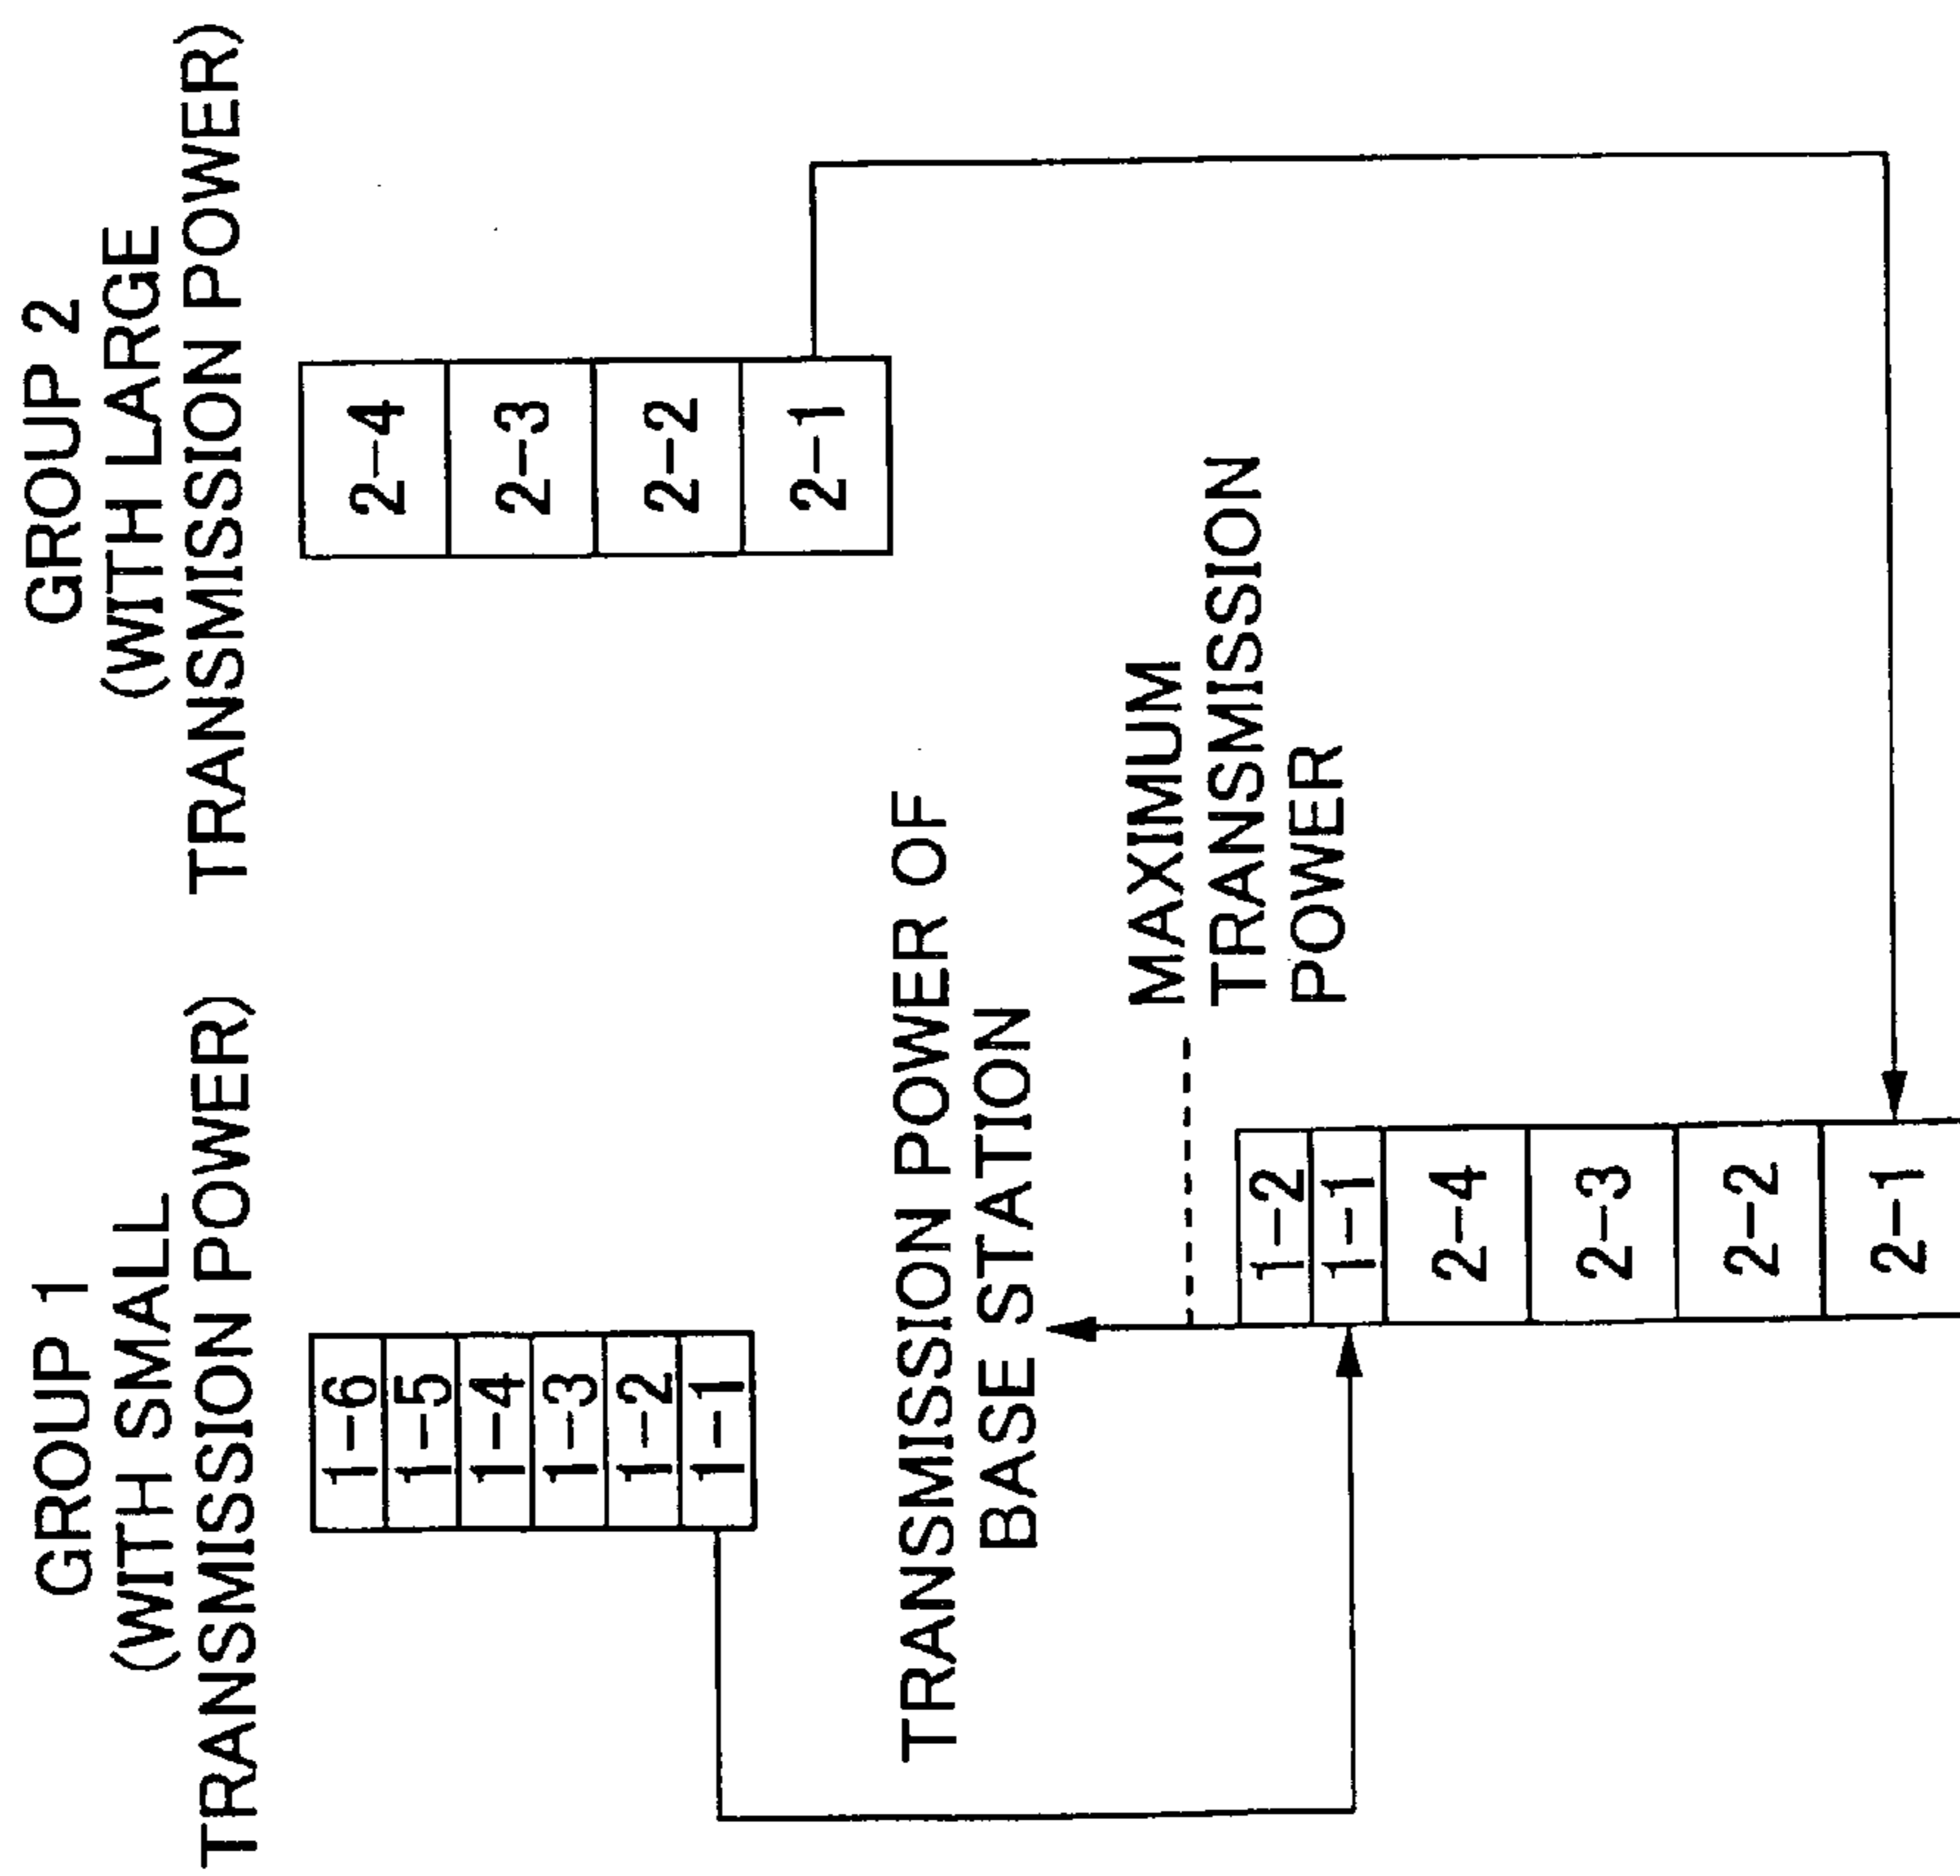 GROUP 1
(WITH SMALL
TRANSMISSION POWER)
1-6
1-5
1-4
1-3
1-2
1-1
GROUP 2
(WITH LARGE
TRANSMISSION POWER)
2-4
2-3
2-2
2-1
TRANSMISSION POWER OF
BASE STATION
MAXIMUM
TRANSMISSION
POWER
1-2
1-1
2-4
2-3
2-2
2-1